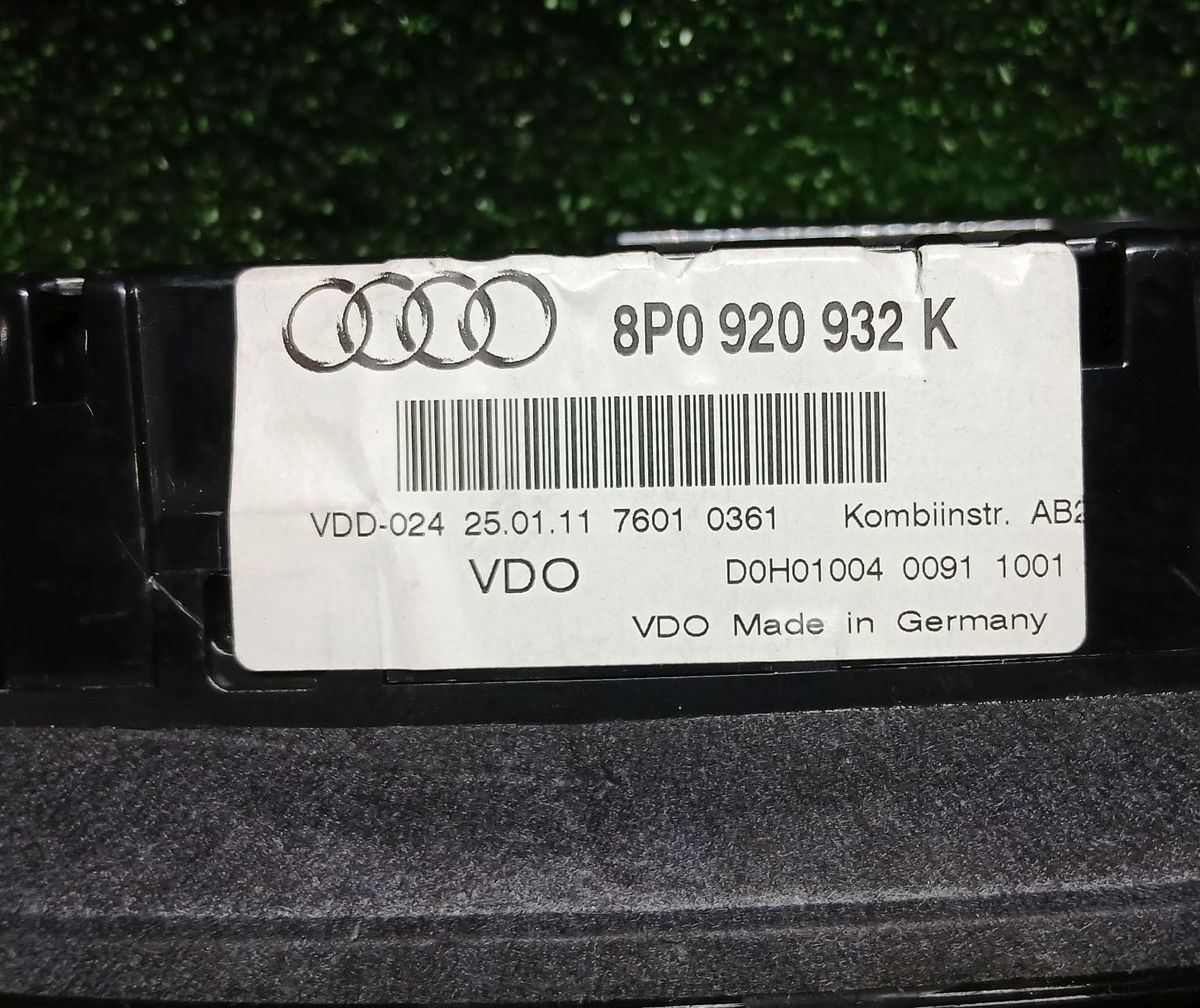 8P0 920 932 K
VDD-024 25.01.11 7601 0361 Kombiinstr. AB2
VDO D0H01004 0091 1001
VDO Made in Germany